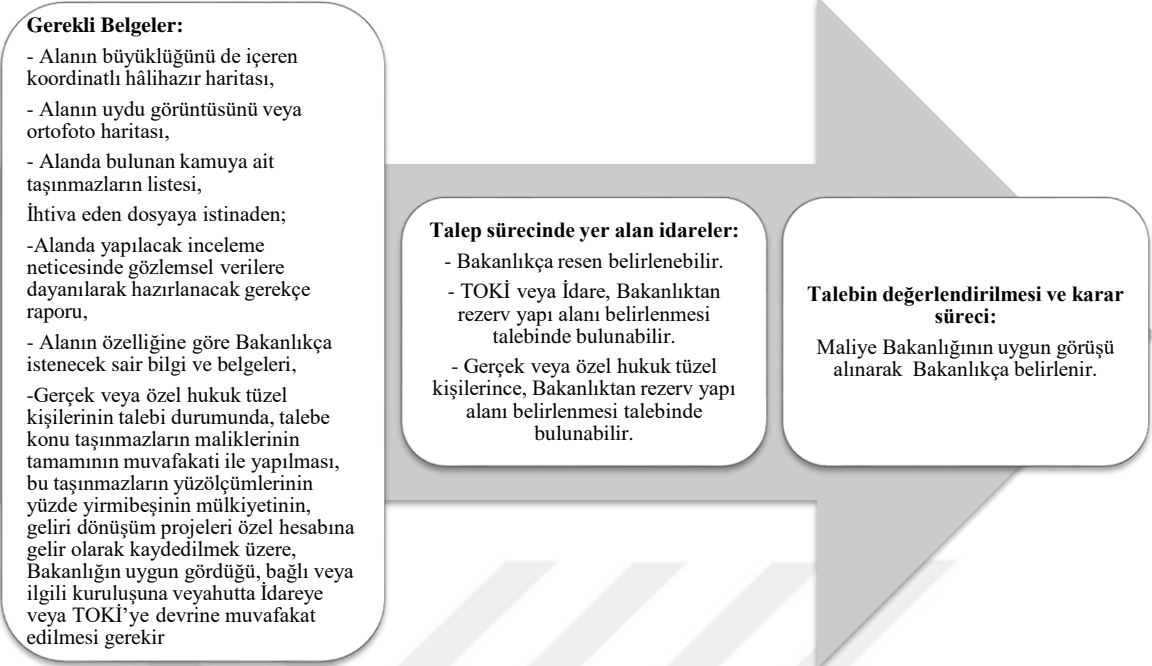 Gerekli Belgeler:
- Alanın büyüklüğünü de içeren
koordinatlı hâlihazır haritası,
- Alanın uydu görüntüsünü veya
ortofoto haritası,
- Alanda bulunan kamuya ait
taşınmazların listesi,
İhtiva eden dosyaya istinaden;
-Alanda yapılacak inceleme
neticesinde gözlemsel verilere
dayanılarak hazırlanacak gerekçe
raporu,
- Alanın özelliğine göre Bakanlıkça
istenecek sair bilgi ve belgeleri,
-Gerçek veya özel hukuk tüzel
kişilerinin talebi durumunda, talebe
konu taşınmazların maliklerinin
tamamının muvafakati ile yapılması,
bu taşınmazların yüzölçümlerinin
yüzde yirmibeşinin mülkiyetinin,
geliri dönüşüm projeleri özel hesabına
gelir olarak kaydedilmek üzere,
Bakanlığın uygun gördüğü, bağlı veya
ilgili kuruluşuna veyahutta İdareye
veya TOKİ’ye devrine muvafakat
edilmesi gerekir
Talep sürecinde yer alan idareler:
- Bakanlıkça resen belirlenebilir.
- TOKİ veya İdare, Bakanlıktan
rezerv yapı alanı belirlenmesi
talebinde bulunabilir.
- Gerçek veya özel hukuk tüzel
kişilerince, Bakanlıktan rezerv yapı
alanı belirlenmesi talebinde
bulunabilir.
Talebin değerlendirilmesi ve karar
süreci:
Maliye Bakanlığının uygun görüşü
alınarak Bakanlıkça belirlenir.